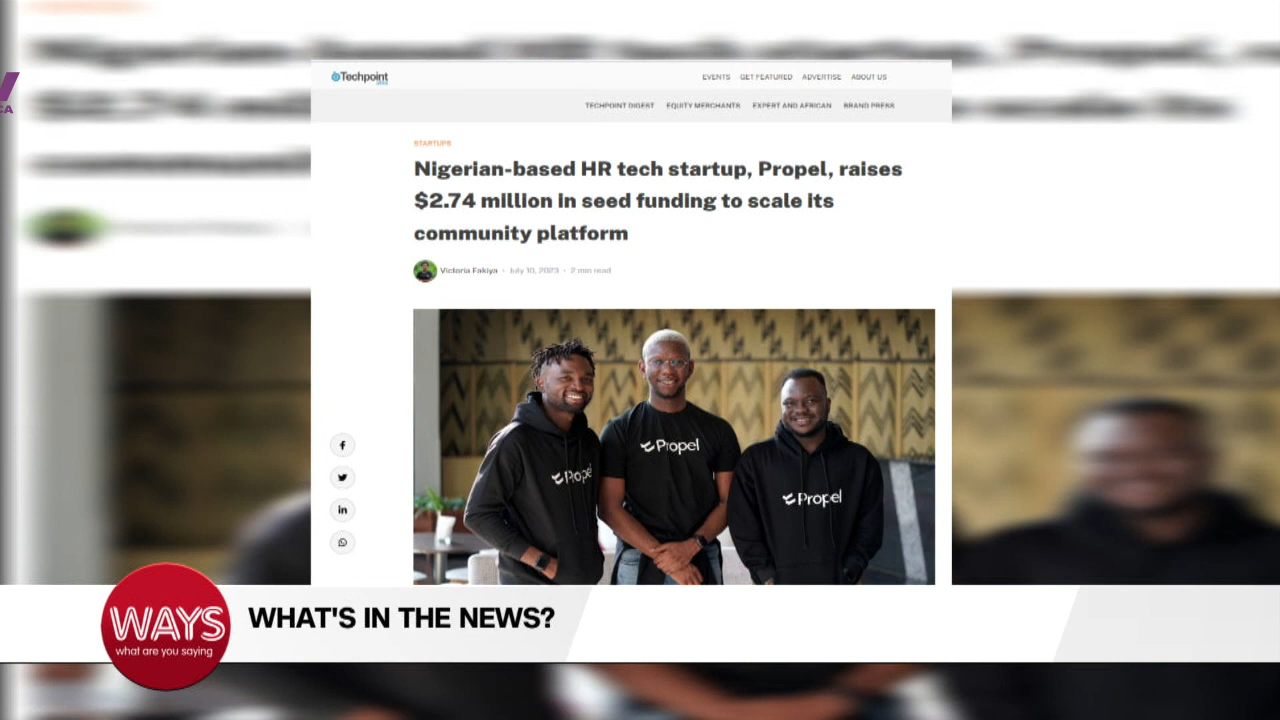 Techpoint
EVENTS GET FEATURED ADVERTISE ABOUT US
TECHPOINT DIGEST EQUITY MERCHANTS EXPERT AND AFRICAN BRAND PRESS
STARTUPS
Nigerian-based HR tech startup, Propel, raises
$2.74 million in seed funding to scale its
community platform
Victoria Fakiya · July 10, 2023 · 2 min read
Propel
Propel
Propel
WAYS
what are you saying
WHAT'S IN THE NEWS?